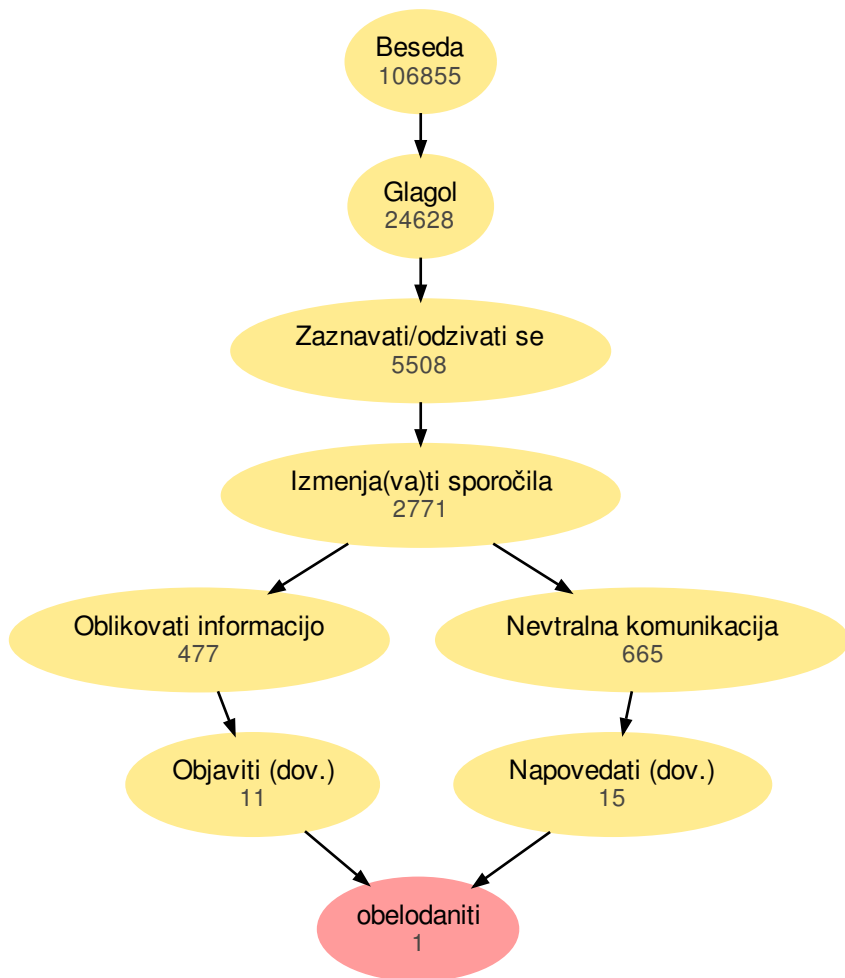 Beseda
106855
Glagol
24628
Zaznavati/odzivati se
5508
Izmenja(va)ti sporočila
2771
Oblikovati informacijo
477
Nevtralna komunikacija
665
Objaviti (dov.)
11
Napovedati (dov.)
15
obelodaniti
1